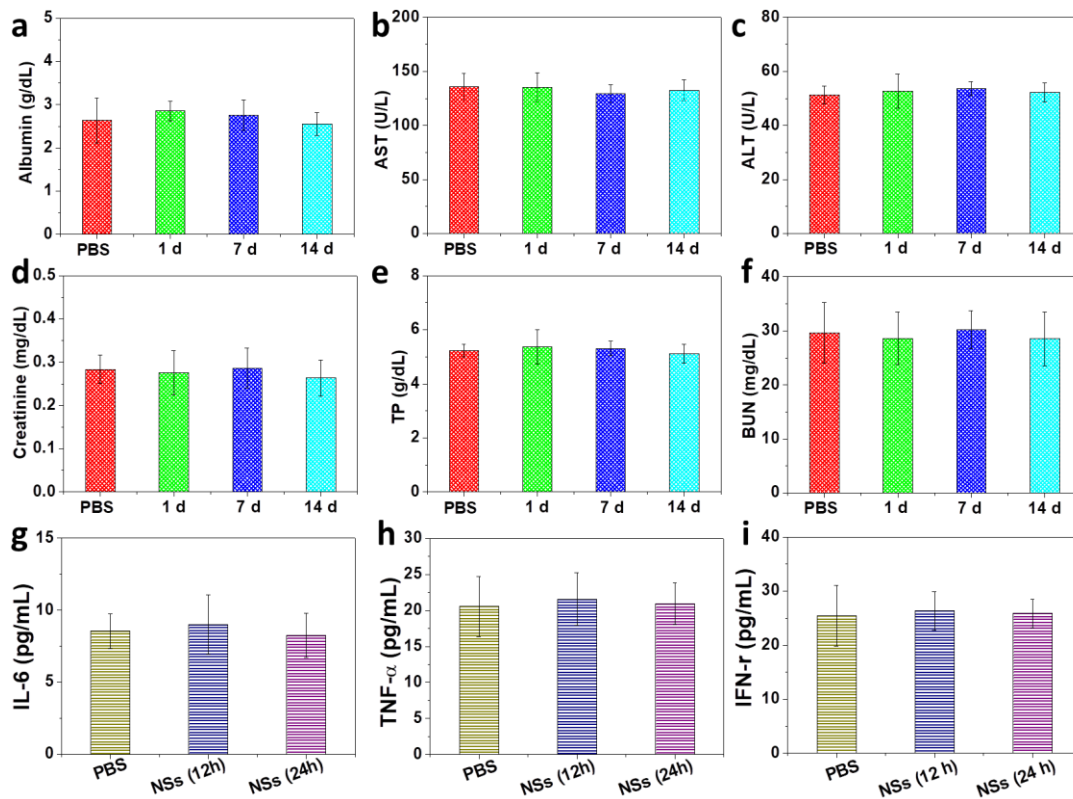 a
Albumin (g/dL)
5
4
3
2
1
0
PBS 1 d 7 d 14 d
b
AST (U/L)
200
150
100
50
0
PBS 1 d 7 d 14 d
c
ALT (U/L)
80
60
40
20
0
PBS 1 d 7 d 14 d
d
Creatinine (mg/dL)
0.5
0.4
0.3
0.2
0.1
0.0
PBS 1 d 7 d 14 d
e
TP (g/dL)
8
6
4
2
0
PBS 1 d 7 d 14 d
f
BUN (mg/dL)
40
30
20
10
0
PBS 1 d 7 d 14 d
g
IL-6 (pg/mL)
15
10
5
0
PBS NSs (12h) NSs (24h)
h
TNF-α (pg/mL)
30
25
20
15
10
5
0
PBS NSs (12h) NSs (24h)
i
IFN-r (pg/mL)
40
30
20
10
0
PBS NSs (12 h) NSs (24 h)